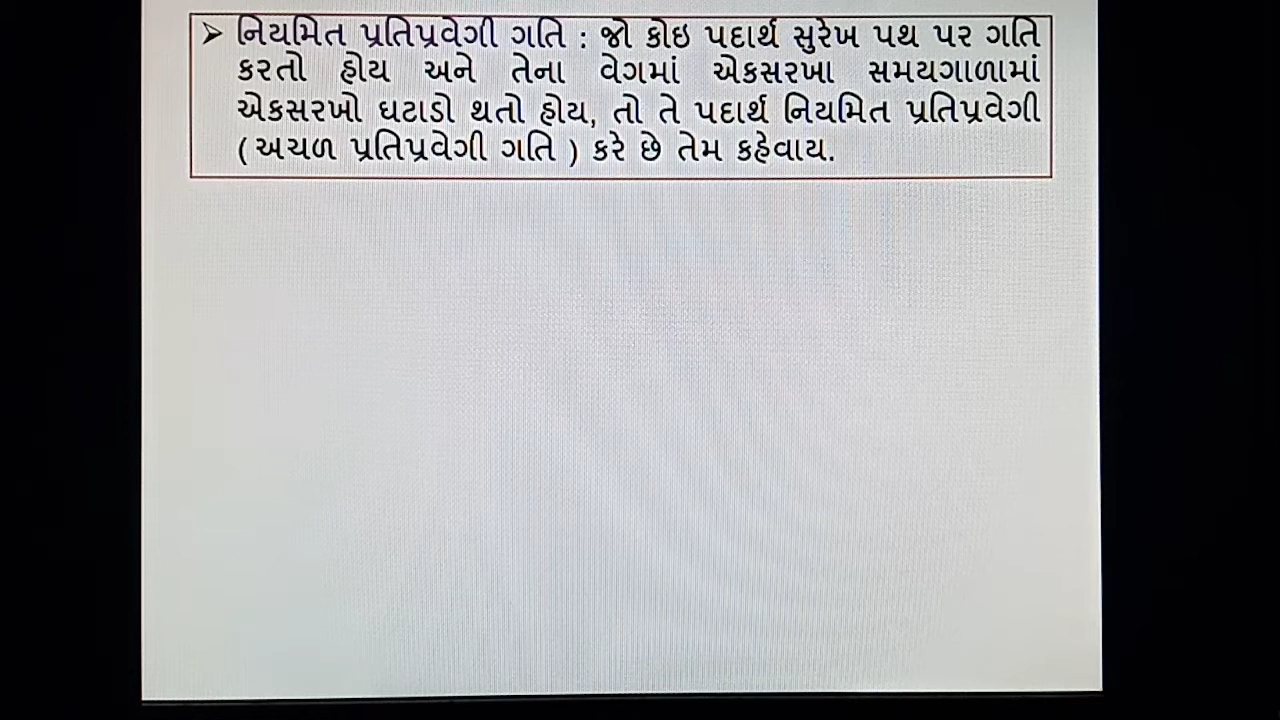 ➢ નિયમિત પ્રતિપ્રવેગી ગતિ : જો કોઇ પદાર્થ સુરેખ પથ પર ગતિ
કરતો હોય અને તેના વેગમાં એકસરખા સમયગાળામાં
એકસરખો ઘટાડો થતો હોય, તો તે પદાર્થ નિયમિત પ્રતિપ્રવેગી
( અચળ પ્રતિપ્રવેગી ગતિ ) કરે છે તેમ કહેવાય.